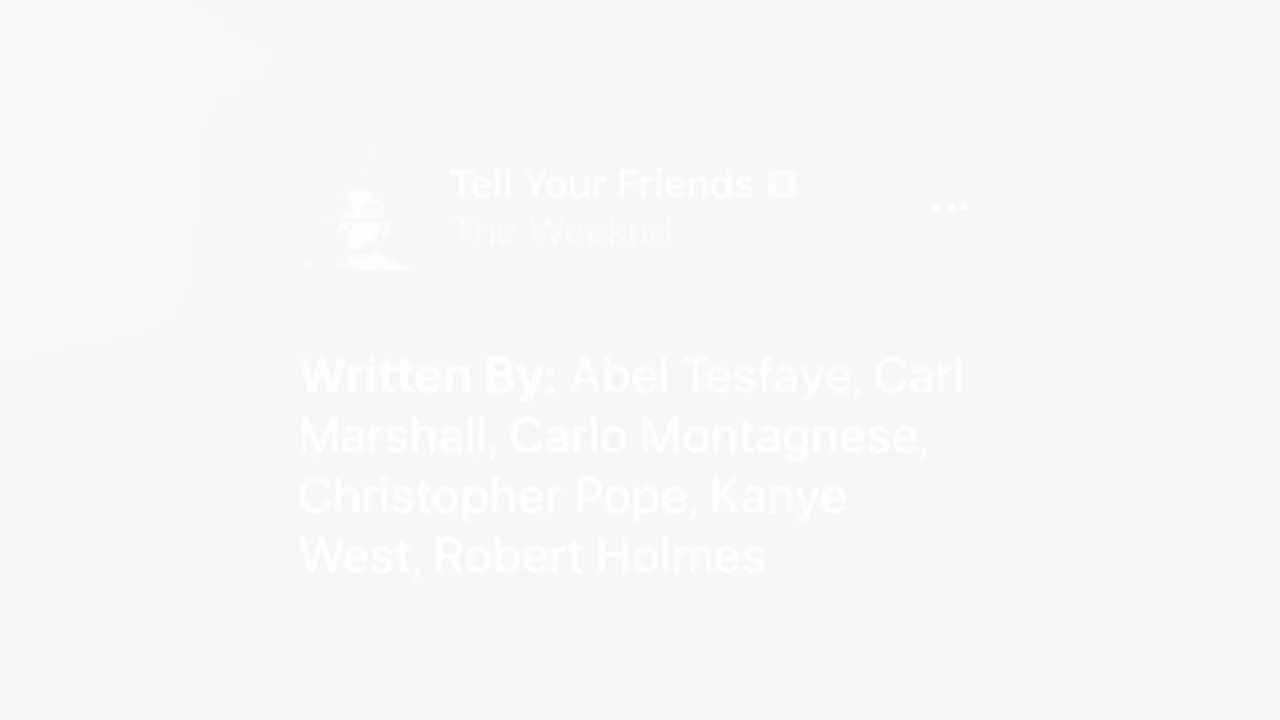 Tell Your Friends
The Weeknd
Written By: Abel Tesfaye, Carl
Marshall, Carlo Montagnese,
Christopher Pope, Kanye
West, Robert Holmes